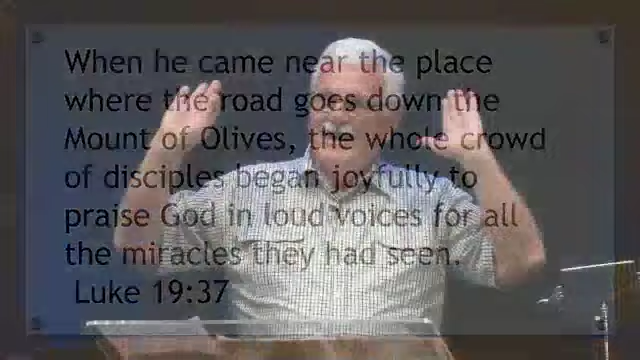 When he came near the place
where the road goes down the
Mount of Olives, the whole crowd
of disciples began joyfully to
praise God in loud voices for all
the miracles they had seen.
Luke 19:37